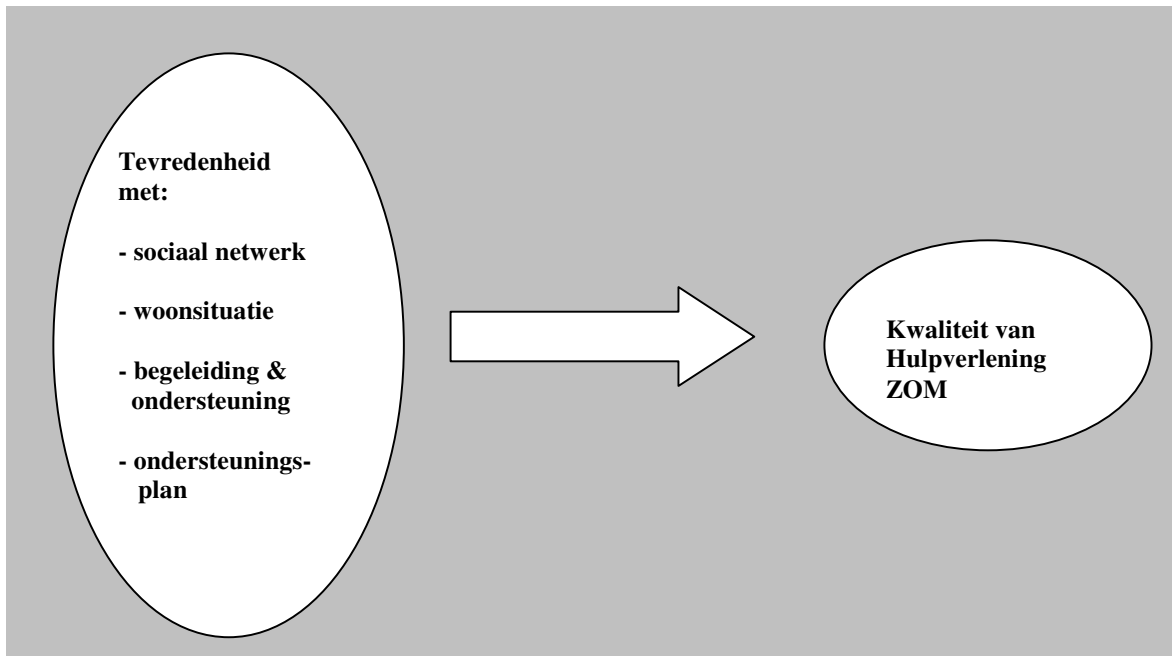 Tevredenheid
met:
- sociaal netwerk
- woonsituatie
- begeleiding &
ondersteuning
- ondersteunings-
plan
Kwaliteit van
Hulpverlening
ZOM